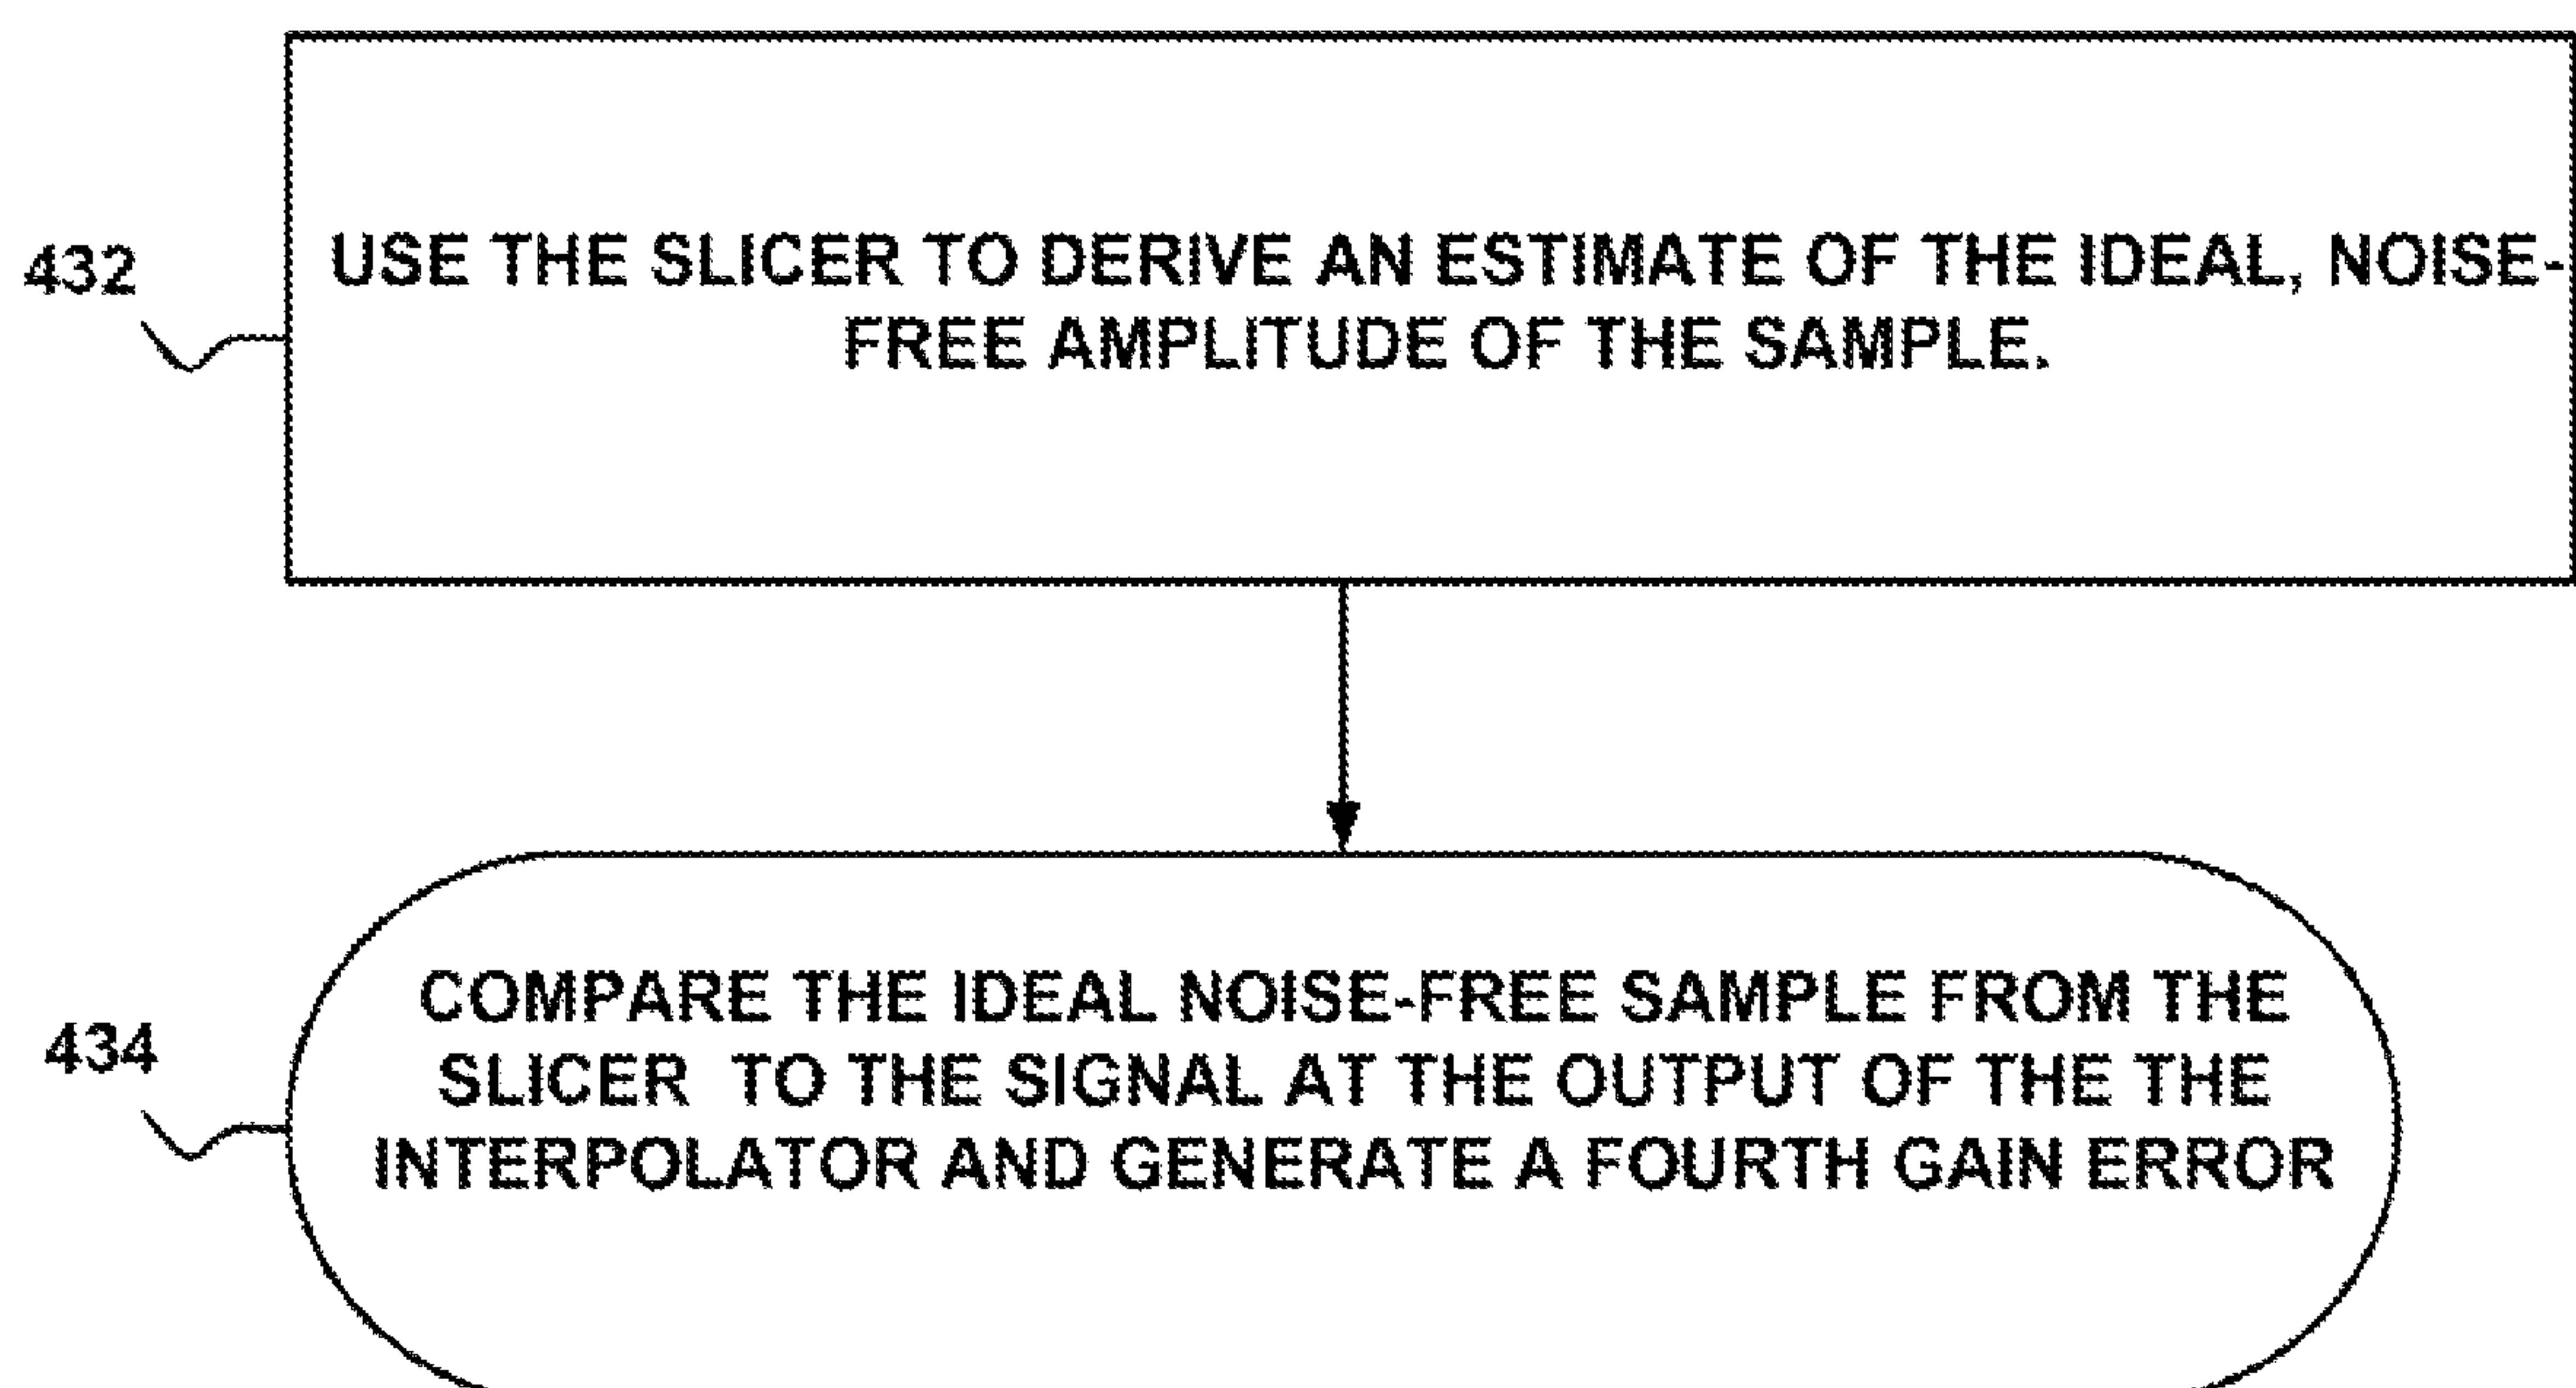 432
USE THE SLICER TO DERIVE AN ESTIMATE OF THE IDEAL, NOISE-
FREE AMPLITUDE OF THE SAMPLE.
434
COMPARE THE IDEAL NOISE-FREE SAMPLE FROM THE
SLICER TO THE SIGNAL AT THE OUTPUT OF THE THE
INTERPOLATOR AND GENERATE A FOURTH GAIN ERROR